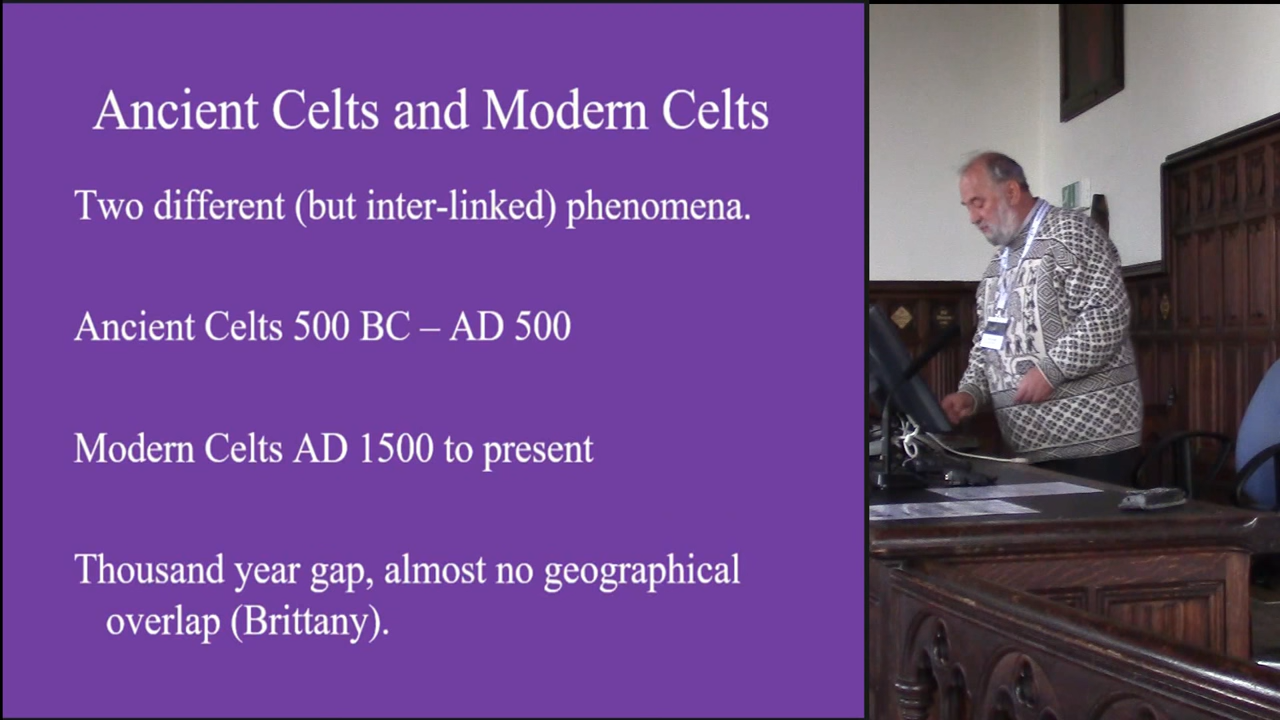 Ancient Celts and Modern Celts
Two different (but inter-linked) phenomena.
Ancient Celts 500 BC – AD 500
Modern Celts AD 1500 to present
Thousand year gap, almost no geographical
overlap (Brittany).